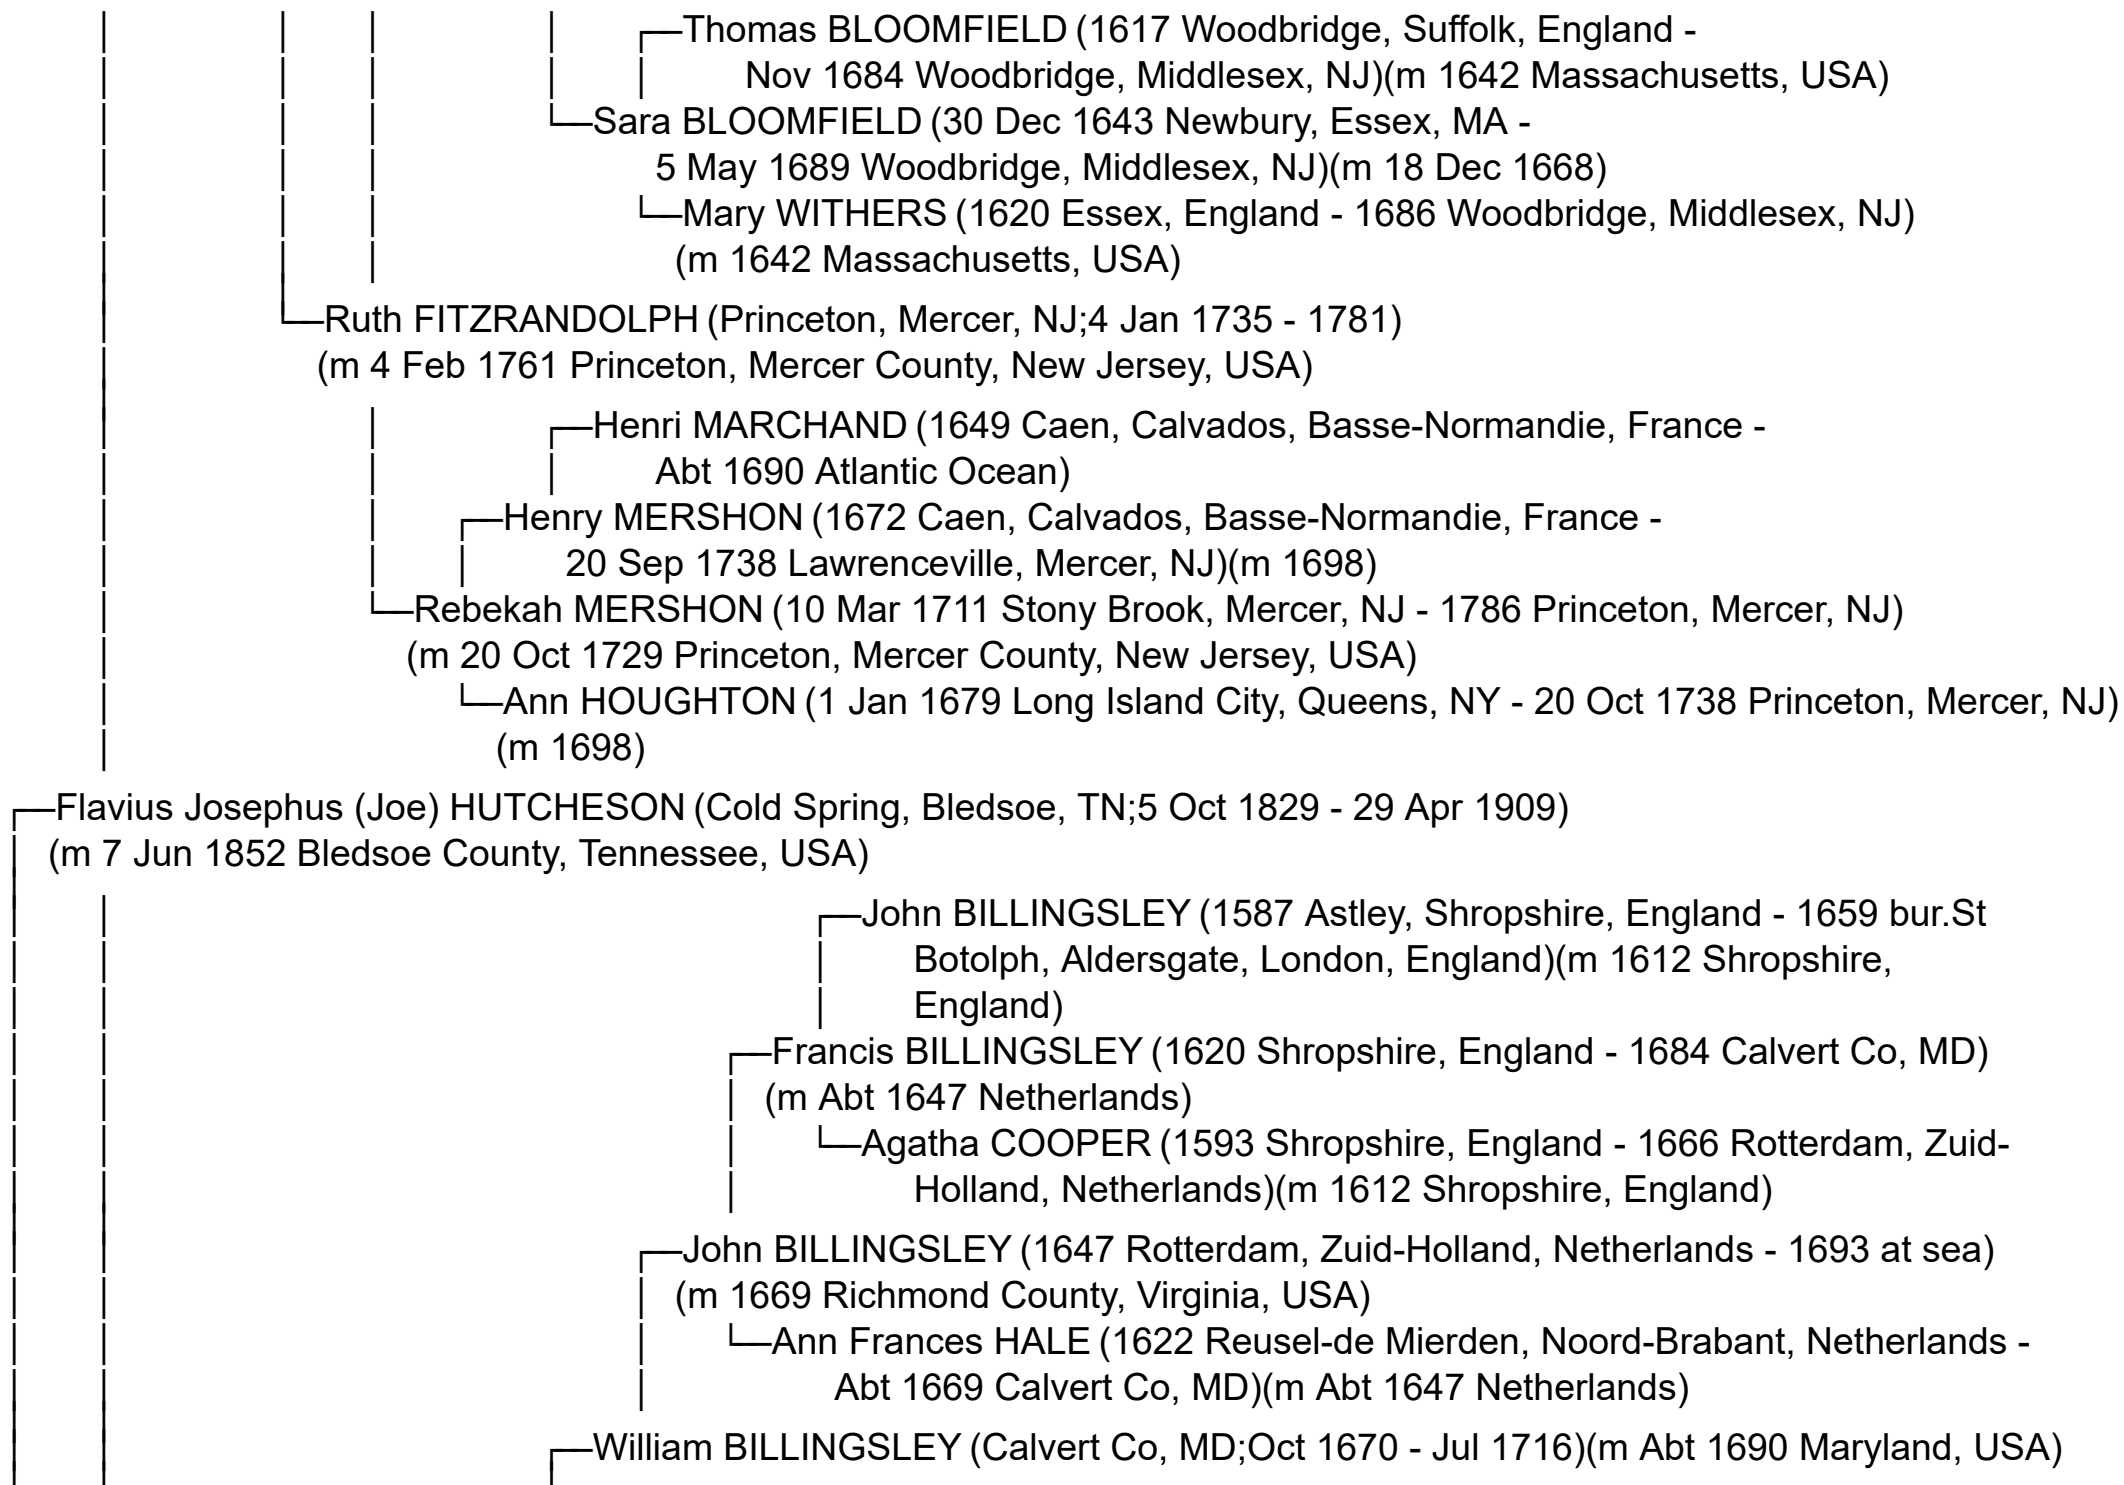 Thomas BLOOMFIELD (1617 Woodbridge, Suffolk, England -
Nov 1684 Woodbridge, Middlesex, NJ)(m 1642 Massachusetts, USA)
Sara BLOOMFIELD (30 Dec 1643 Newbury, Essex, MA -
5 May 1689 Woodbridge, Middlesex, NJ)(m 18 Dec 1668)
Mary WITHERS (1620 Essex, England - 1686 Woodbridge, Middlesex, NJ)
(m 1642 Massachusetts, USA)
Ruth FITZRANDOLPH (Princeton, Mercer, NJ;4 Jan 1735 - 1781)
(m 4 Feb 1761 Princeton, Mercer County, New Jersey, USA)
Henri MARCHAND (1649 Caen, Calvados, Basse-Normandie, France -
Abt 1690 Atlantic Ocean)
Henry MERSHON (1672 Caen, Calvados, Basse-Normandie, France -
20 Sep 1738 Lawrenceville, Mercer, NJ)(m 1698)
Rebekah MERSHON (10 Mar 1711 Stony Brook, Mercer, NJ - 1786 Princeton, Mercer, NJ)
(m 20 Oct 1729 Princeton, Mercer County, New Jersey, USA)
Ann HOUGHTON (1 Jan 1679 Long Island City, Queens, NY - 20 Oct 1738 Princeton, Mercer, NJ)
(m 1698)
Flavius Josephus (Joe) HUTCHESON (Cold Spring, Bledsoe, TN;5 Oct 1829 - 29 Apr 1909)
(m 7 Jun 1852 Bledsoe County, Tennessee, USA)
John BILLINGSLEY (1587 Astley, Shropshire, England - 1659 bur.St
Botolph, Aldersgate, London, England)(m 1612 Shropshire,
England)
Francis BILLINGSLEY (1620 Shropshire, England - 1684 Calvert Co, MD)
(m Abt 1647 Netherlands)
Agatha COOPER (1593 Shropshire, England - 1666 Rotterdam, Zuid-
Holland, Netherlands)(m 1612 Shropshire, England)
John BILLINGSLEY (1647 Rotterdam, Zuid-Holland, Netherlands - 1693 at sea)
(m 1669 Richmond County, Virginia, USA)
Ann Frances HALE (1622 Reusel-de Mierden, Noord-Brabant, Netherlands -
Abt 1669 Calvert Co, MD)(m Abt 1647 Netherlands)
William BILLINGSLEY (Calvert Co, MD;Oct 1670 - Jul 1716)(m Abt 1690 Maryland, USA)